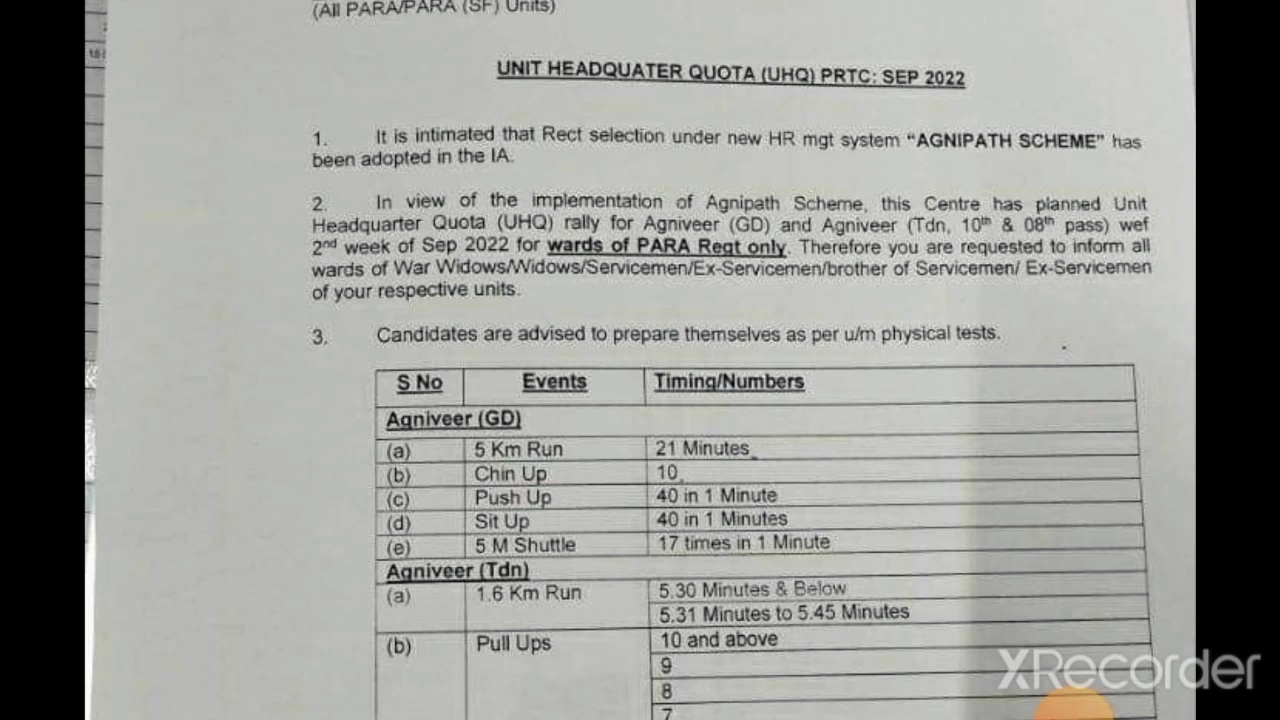 (All PARA/PARA (SF) Units)
UNIT HEADQUATER QUOTA (UHQ) PRTC: SEP 2022
1. It is intimated that Rect selection under new HR mgt system "AGNIPATH SCHEME" has
been adopted in the IA.
2. In view of the implementation of Agnipath Scheme, this Centre has planned Unit
Headquarter Quota (UHQ) rally for Agniveer (GD) and Agniveer (Tdn, 10th & 08th pass) wef
2nd week of Sep 2022 for wards of PARA Regt only. Therefore you are requested to inform all
wards of War Widows/Widows/Servicemen/Ex-Servicemen/brother of Servicemen/ Ex-Servicemen
of your respective units.
3. Candidates are advised to prepare themselves as per u/m physical tests.
S No Events Timing/Numbers
Agniveer (GD)
(a) 5 Km Run 21 Minutes
(b) Chin Up 10
(c) Push Up 40 in 1 Minute
(d) Sit Up 40 in 1 Minutes
(e) 5 M Shuttle 17 times in 1 Minute
Agniveer (Tdn)
(a) 1.6 Km Run 5.30 Minutes & Below
5.31 Minutes to 5.45 Minutes
(b) Pull Ups 10 and above
9
8
7
XRecorder